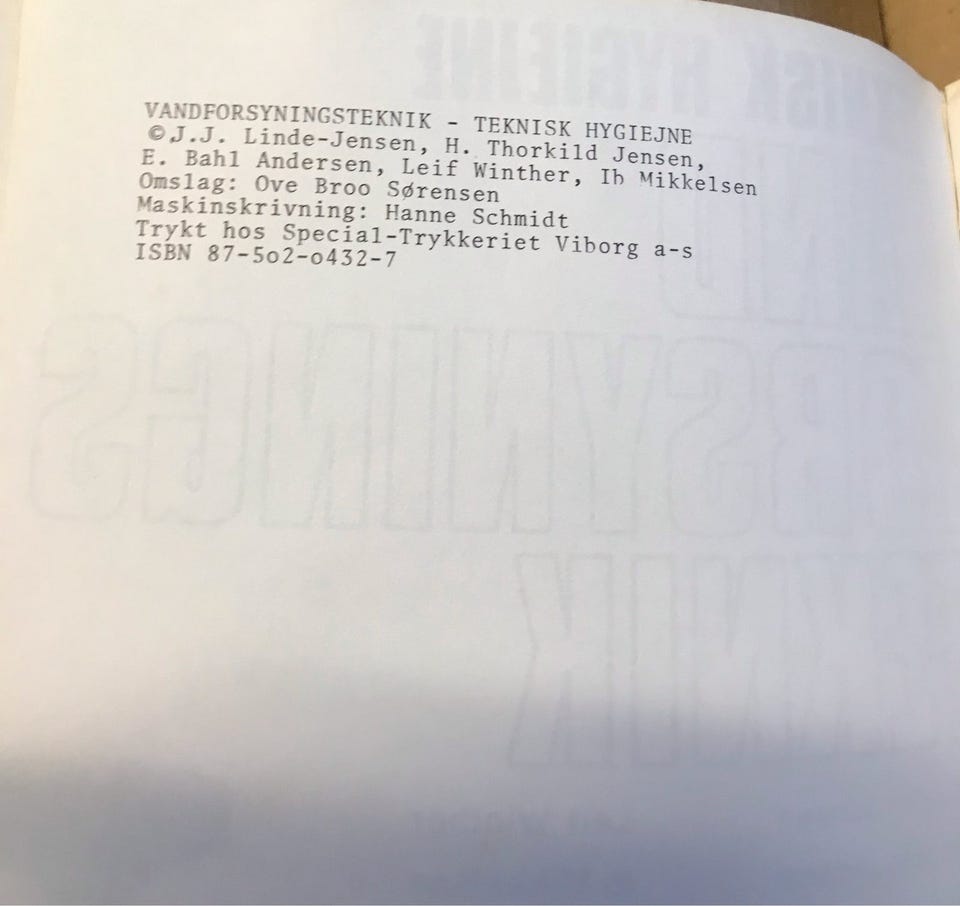 VANDFORSYNINGSTEKNIK - TEKNISK HYGIEJNE
© J.J. Linde-Jensen, H. Thorkild Jensen,
E. Bahl Andersen, Leif Winther, Ib Mikkelsen
Omslag: Ove Broo Sørensen
Maskinskrivning: Hanne Schmidt
Trykt hos Special-Trykkeriet Viborg a-s
ISBN 87-5o2-o432-7